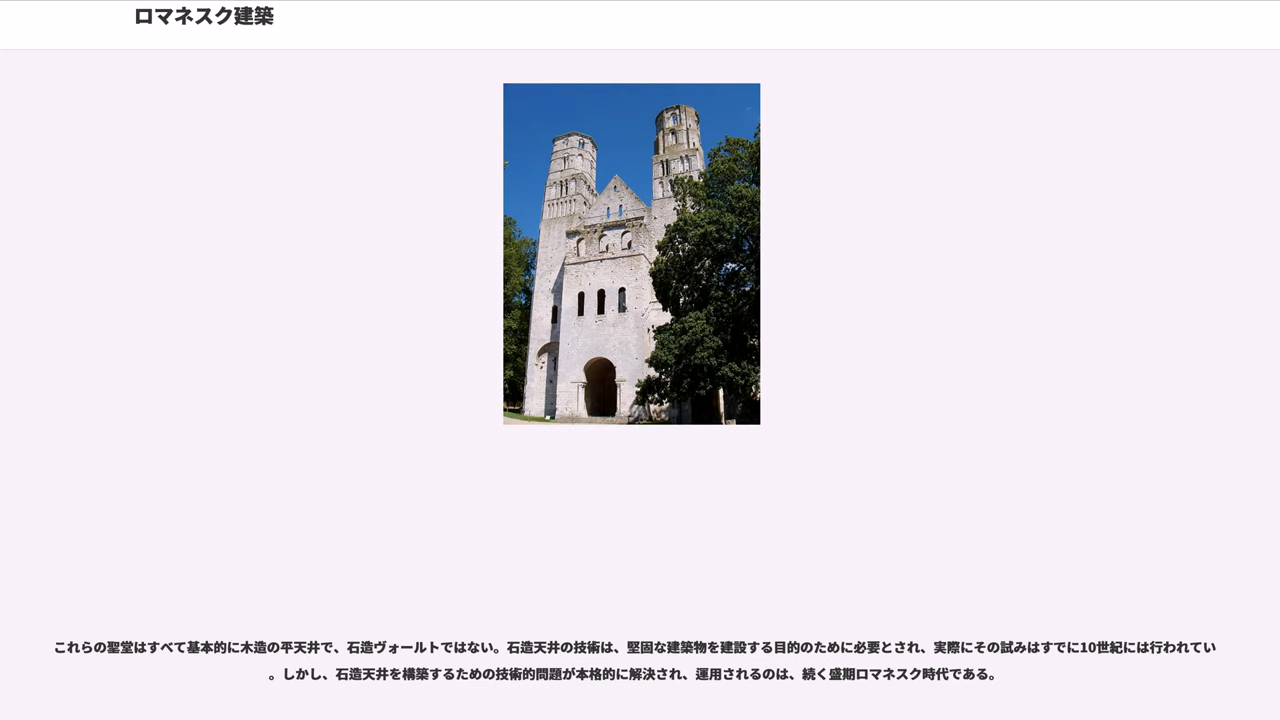 ロマネスク建築
これらの聖堂はすべて基本的に木造の平天井で、石造ヴォールトではない。石造天井の技術は、堅固な建築物を建設する目的のために必要とされ、実際にその試みはすでに10世紀には行われてい
。しかし、石造天井を構築するための技術的問題が本格的に解決され、運用されるのは、続く盛期ロマネスク時代である。